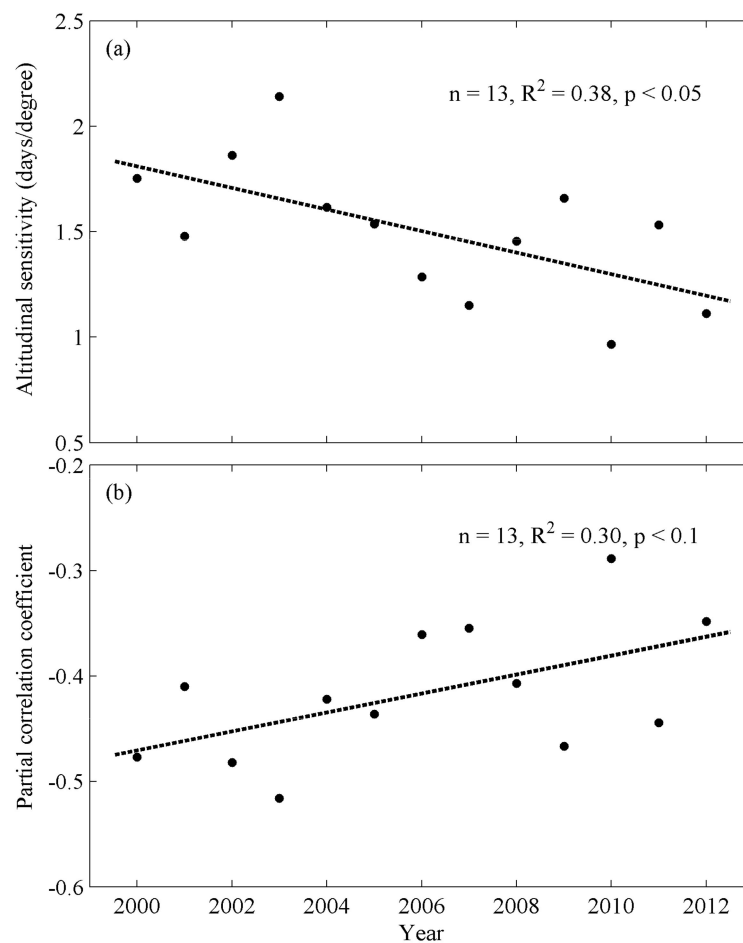 (a)
n = 13, R² = 0.38, p < 0.05
Altitudinal sensitivity (days/degree)
2.5
2
1.5
1
0.5
(b)
n = 13, R² = 0.30, p < 0.1
Partial correlation coefficient
-0.2
-0.3
-0.4
-0.5
-0.6
2000 2002 2004 2006 2008 2010 2012
Year